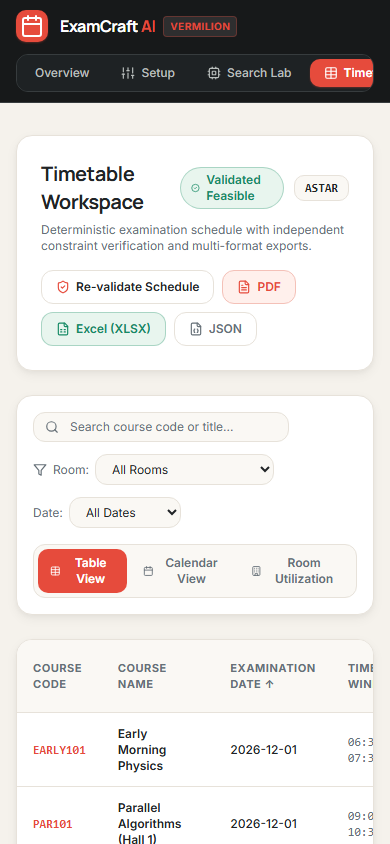 ExamCraft AI VERMILION
Overview Setup Search Lab Time
Timetable
Workspace
Validated
Feasible
ASTAR
Deterministic examination schedule with independent
constraint verification and multi-format exports.
Re-validate Schedule PDF
Excel (XLSX) JSON
Search course code or title...
Room: All Rooms
Date: All Dates
Table
View
Calendar
View
Room
Utilization
COURSE
CODE
COURSE
NAME
EXAMINATION
DATE ↑
TIME
WIN
EARLY101
Early
Morning
Physics
2026-12-01
06:3
07:3
PAR101
Parallel
Algorithms
(Hall 1)
2026-12-01
09:0
10:3